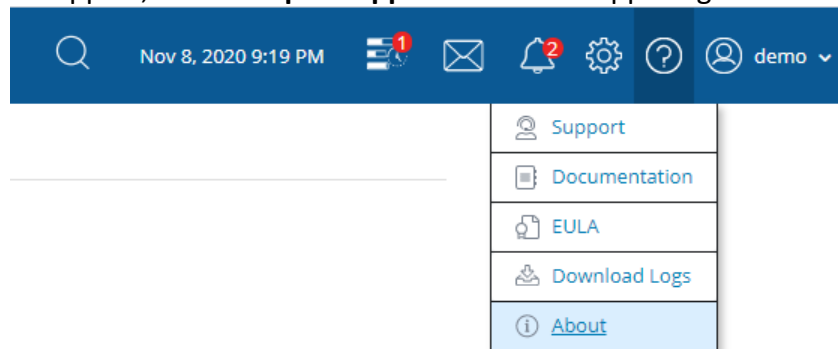 Nov 8, 2020 9:19 PM 1 2 demo
Support
Documentation
EULA
Download Logs
About